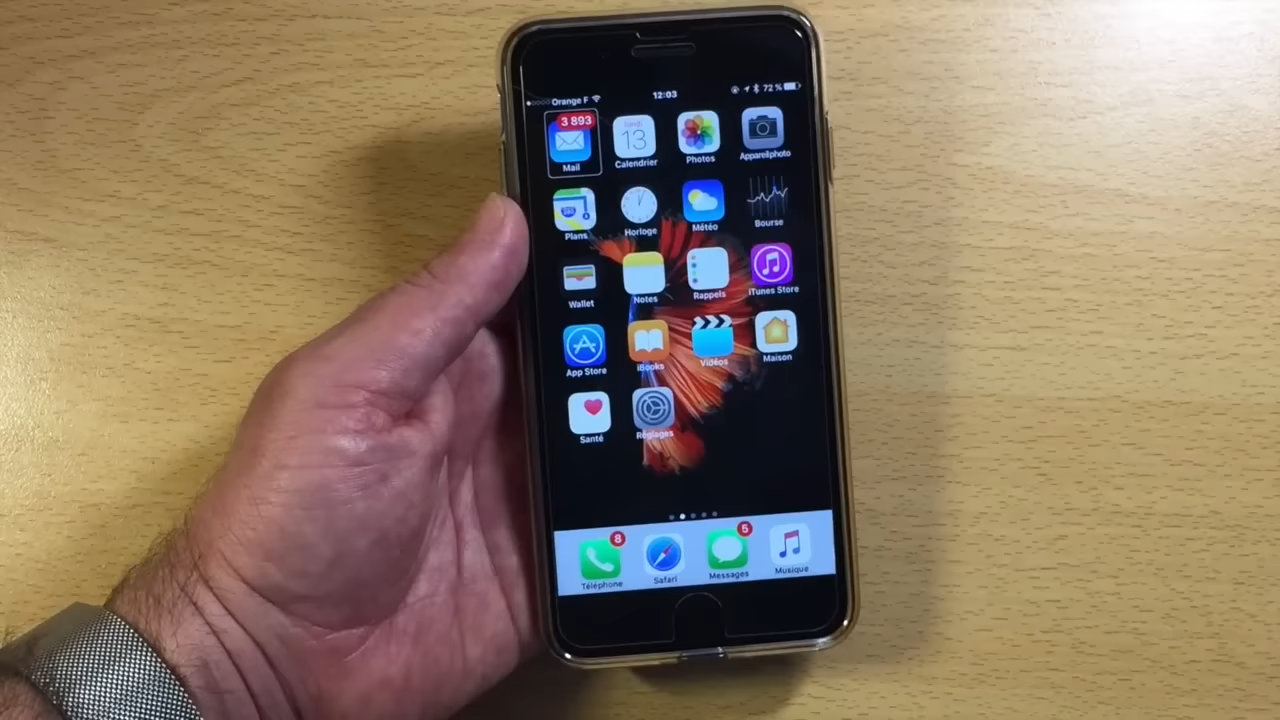 Orange F 12:03 72 %
3 893 lundi 13
Mail Calendrier Photos Appareil photo
Plans Horloge Météo Bourse
Wallet Notes Rappels iTunes Store
App Store iBooks Vidéos Maison
Santé Réglages
8 5
Téléphone Safari Messages Musique